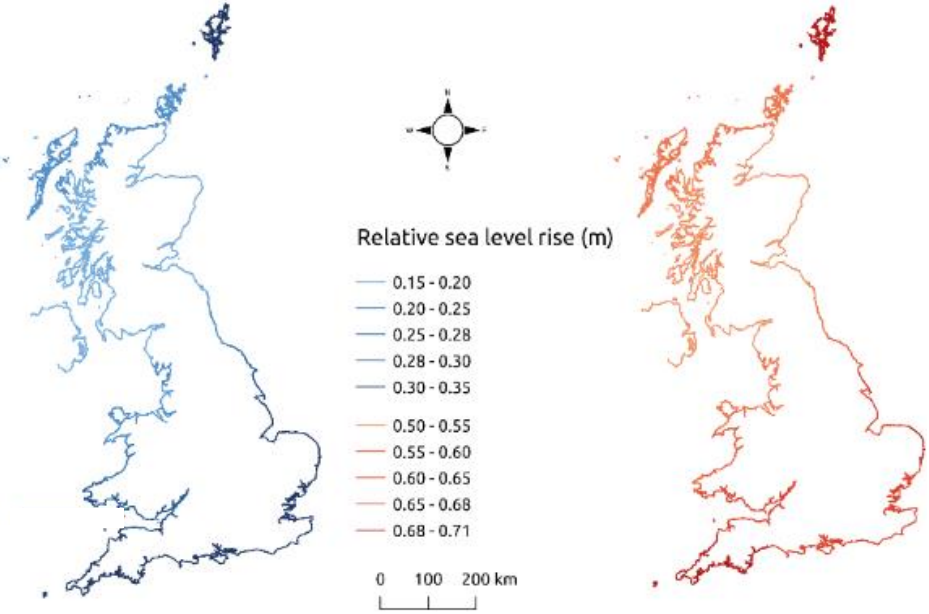 N
W
Relative sea level rise (m)
0.15 - 0.20
0.20 - 0.25
0.25 - 0.28
0.28 - 0.30
0.30 - 0.35
0.50 - 0.55
0.55 - 0.60
0.60 - 0.65
0.65 - 0.68
0.68 - 0.71
0 100 200 km